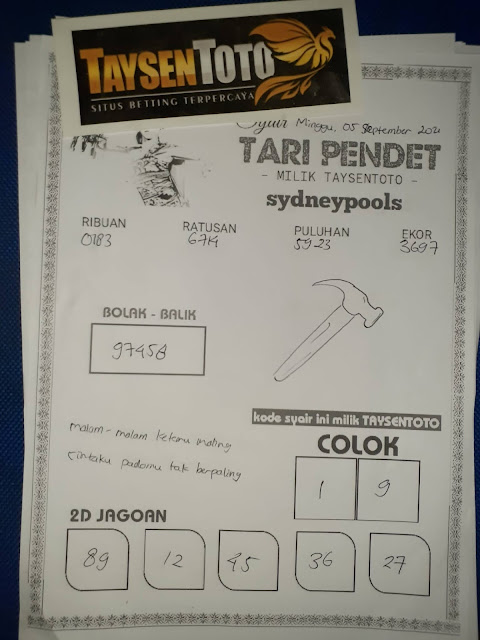 TAYSENTOTO
SITUS BETTING TERPERCAYA
Syair Minggu, 05 September 2021
TARI PENDET
- MILIK TAYSENTOTO -
sydneypools
RIBUAN RATUSAN PULUHAN EKOR
0183 6714 5923 3697
BOLAK - BALIK
97458
kode syair ini milik TAYSENTOTO
malam-malam ketemu maling
cintaku padamu tak berpaling
COLOK
1 9
2D JAGOAN
89 12 45 36 27